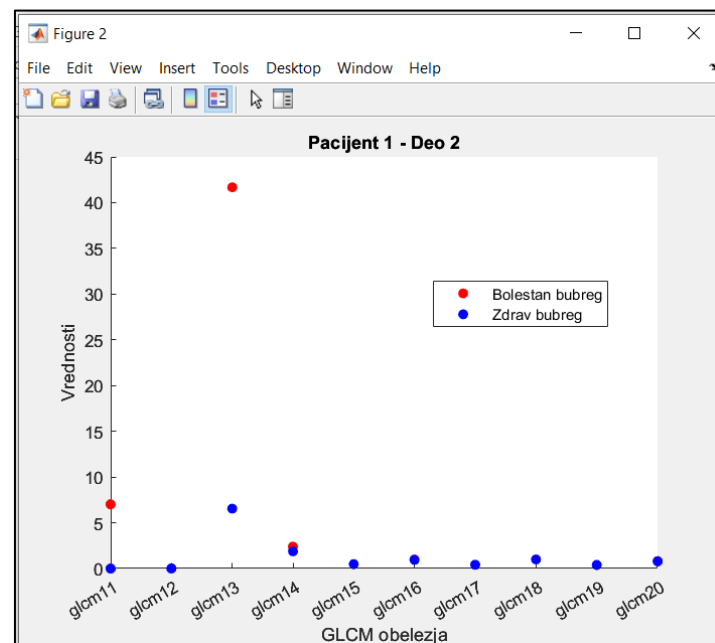 Figure 2
File Edit View Insert Tools Desktop Window Help
Pacijent 1 - Deo 2
45
40
35
30
25
20
15
10
5
0
Vrednosti
Bolestan bubreg
Zdrav bubreg
glcm11 glcm12 glcm13 glcm14 glcm15 glcm16 glcm17 glcm18 glcm19 glcm20
GLCM obelezja